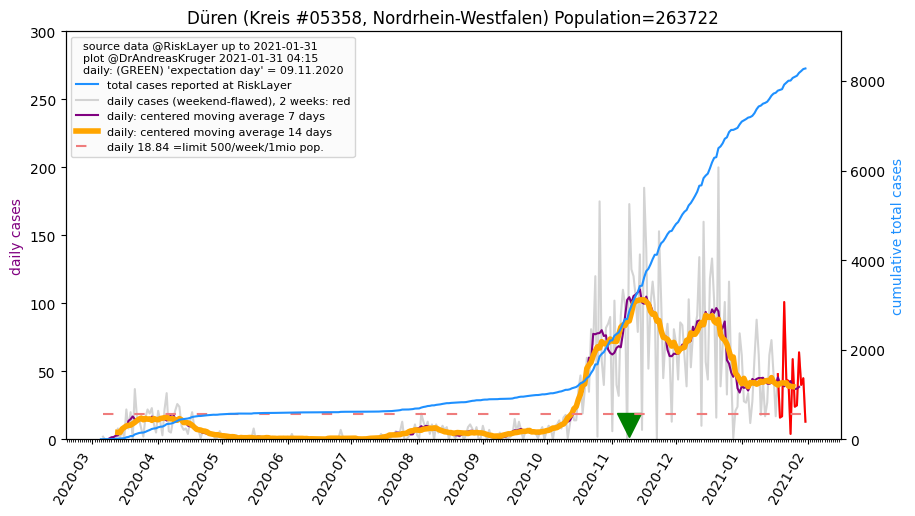 Düren (Kreis #05358, Nordrhein-Westfalen) Population=263722
source data @RiskLayer up to 2021-01-31
plot @DrAndreasKruger 2021-01-31 04:15
daily: (GREEN) 'expectation day' = 09.11.2020
total cases reported at RiskLayer
daily cases (weekend-flawed), 2 weeks: red
daily: centered moving average 7 days
daily: centered moving average 14 days
daily 18.84 =limit 500/week/1mio pop.
daily cases
300
250
200
150
100
50
0
8000
6000
4000
2000
0
cumulative total cases
2020-03
2020-04
2020-05
2020-06
2020-07
2020-08
2020-09
2020-10
2020-11
2020-12
2021-01
2021-02